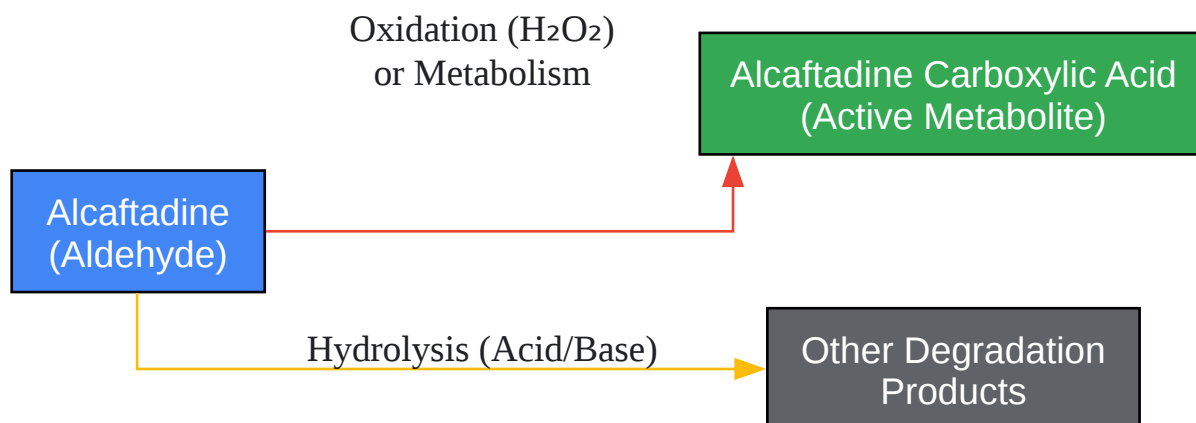 Oxidation (H₂O₂)
or Metabolism
Alcaftadine Carboxylic Acid
(Active Metabolite)
Alcaftadine
(Aldehyde)
Hydrolysis (Acid/Base)
Other Degradation
Products